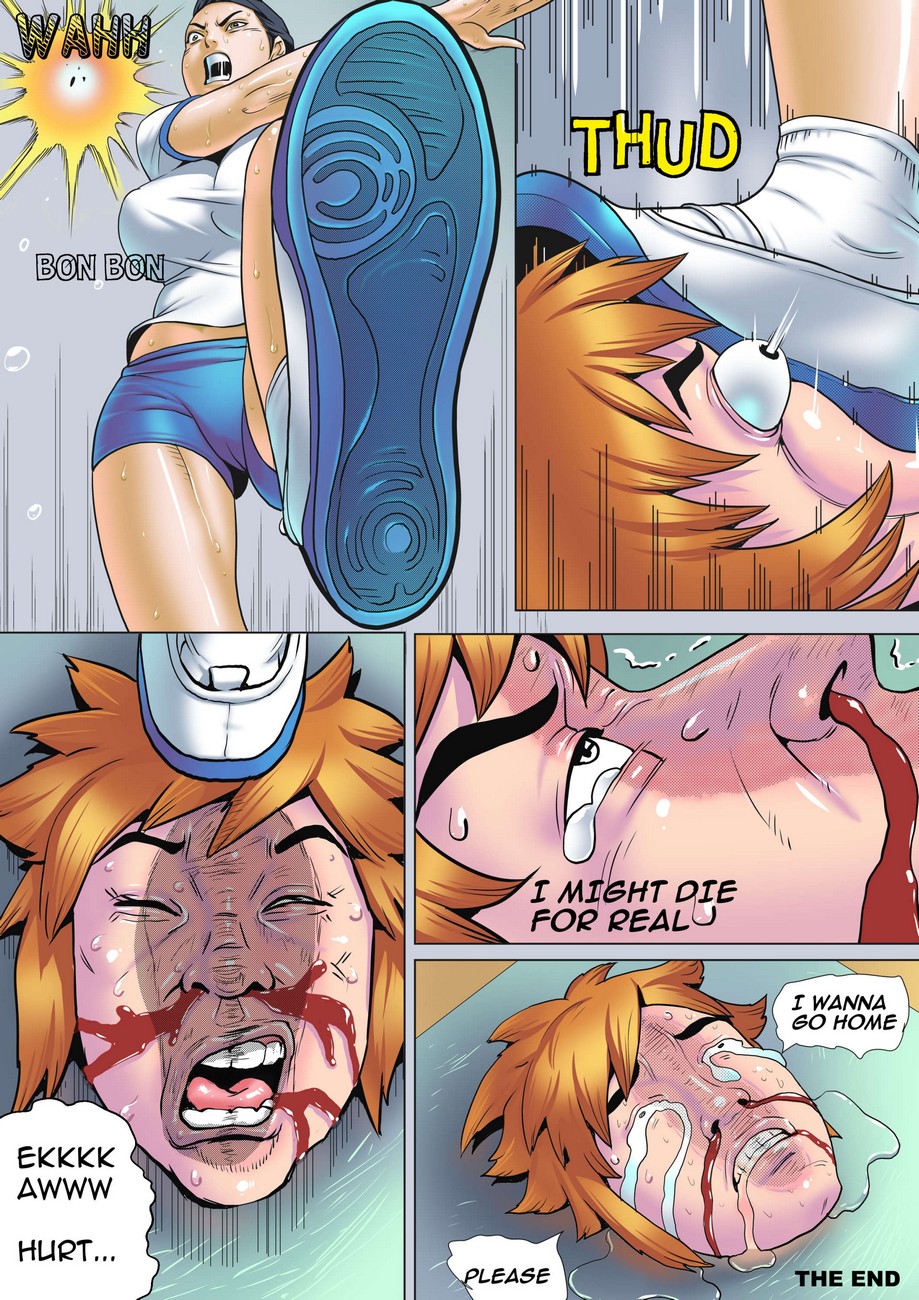 WAHH
BON BON
THUD
EKKKK
AWWW
HURT...
I MIGHT DIE
FOR REAL
I WANNA
GO HOME
PLEASE
THE END